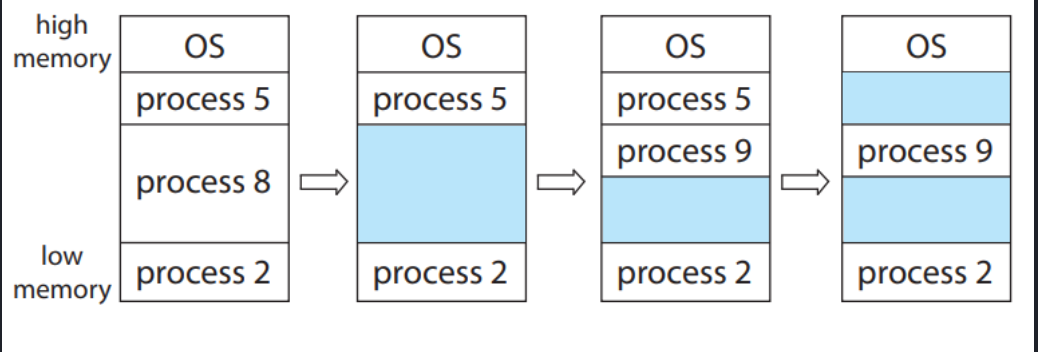 high
memory
OS
process 5
process 8
low
memory
process 2
OS
process 5
process 2
OS
process 5
process 9
process 2
OS
process 9
process 2